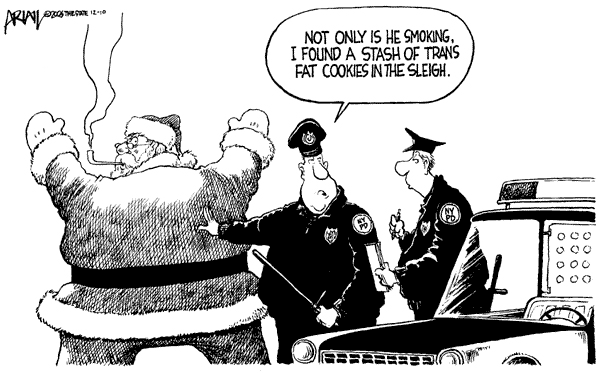 ARIAIL ©2006 THE STATE 12-10
NOT ONLY IS HE SMOKING,
I FOUND A STASH OF TRANS
FAT COOKIES IN THE SLEIGH.
NY
PD
NY
PD